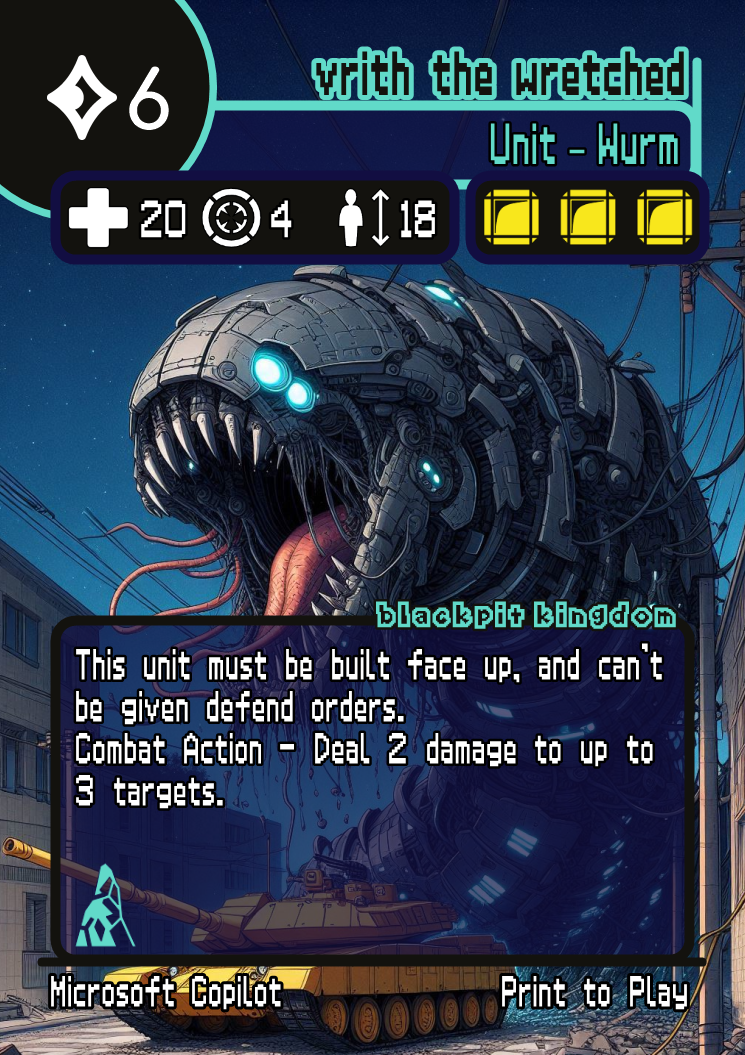 6
vrith the wretched
Unit – Wurm
20 4 18
blackpit kingdom
This unit must be built face up, and can't
be given defend orders.
Combat Action – Deal 2 damage to up to
3 targets.
Microsoft Copilot
Print to Play